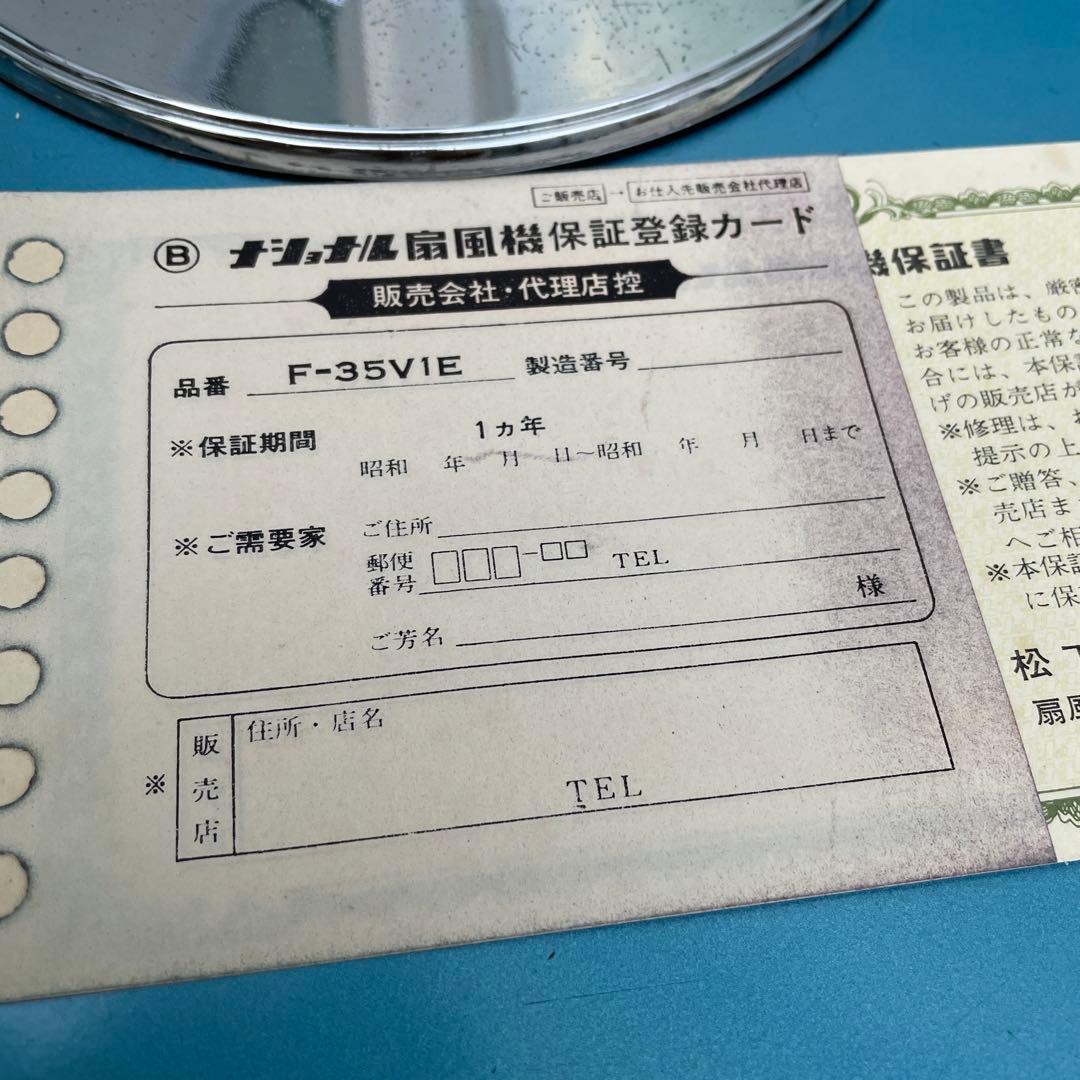 ご販売店→お仕入先販売会社代理店
Ⓑ ナショナル扇風機保証登録カード
販売会社・代理店控
品番 F-35V1E 製造番号
※保証期間 1ヵ年
昭和 年 月 日〜昭和 年 月 日まで
※ご需要家 ご住所
郵便番号 □□□-□□ TEL
様
ご芳名
※ 販売店 住所・店名
TEL
機保証書
この製品は、厳密
お届けしたもの
お客様の正常な
合には、本保証
げの販売店が
※修理は、
提示の上
※ご贈答、
売店ま
へご相
※本保証
に保
松下
扇風